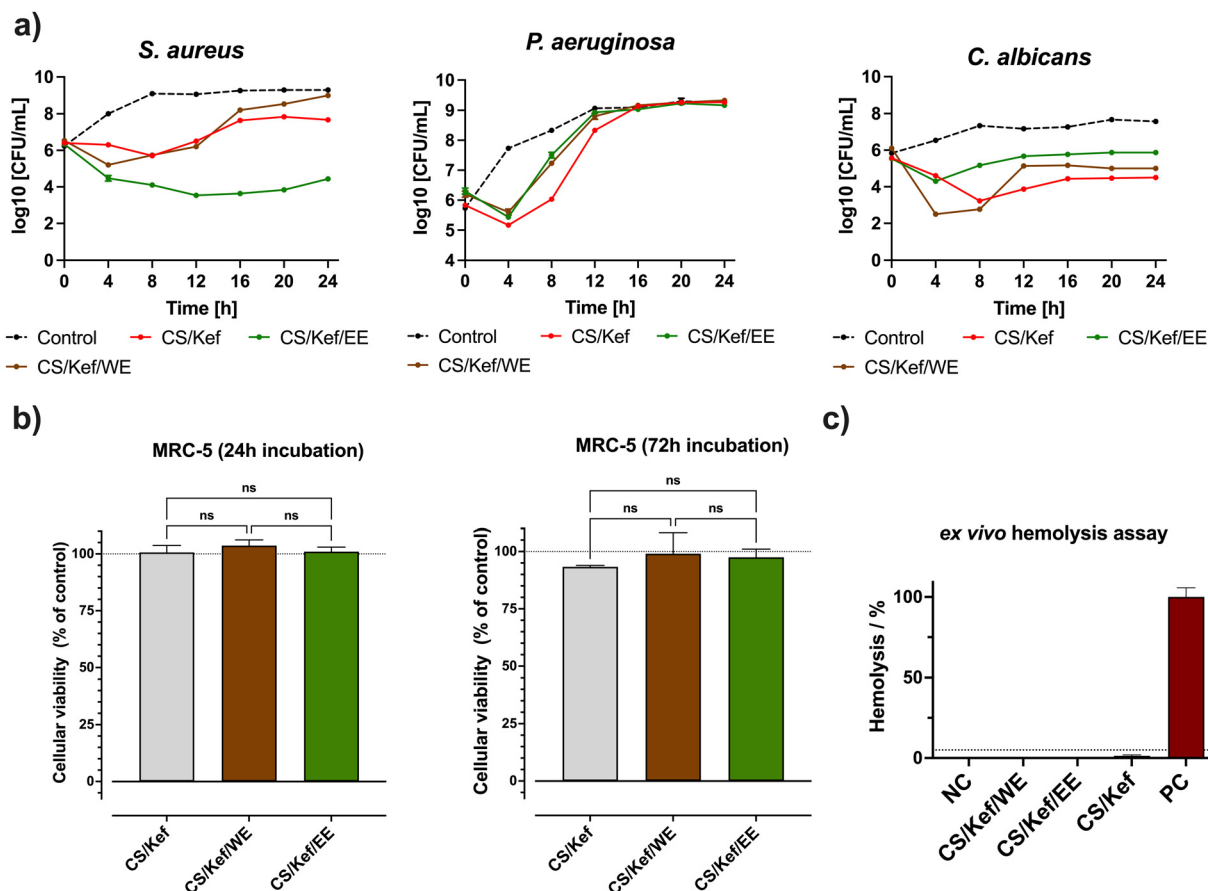 a)
S. aureus
P. aeruginosa
C. albicans
log10 [CFU/mL]
10
8
6
4
2
0
0 4 8 12 16 20 24
Time [h]
log10 [CFU/mL]
10
9
8
7
6
5
4
0 4 8 12 16 20 24
Time [h]
log10 [CFU/mL]
10
8
6
4
2
0
0 4 8 12 16 20 24
Time [h]
Control CS/Kef CS/Kef/EE
CS/Kef/WE
Control CS/Kef CS/Kef/EE
CS/Kef/WE
Control CS/Kef CS/Kef/EE
CS/Kef/WE
b)
MRC-5 (24h incubation)
Cellular viability (% of control)
ns
ns ns
100
75
50
25
0
CS/Kef CS/Kef/WE CS/Kef/EE
MRC-5 (72h incubation)
Cellular viability (% of control)
ns
ns ns
100
75
50
25
0
CS/Kef CS/Kef/WE CS/Kef/EE
c)
ex vivo hemolysis assay
Hemolysis / %
100
50
0
NC CS/Kef/WE CS/Kef/EE CS/Kef PC